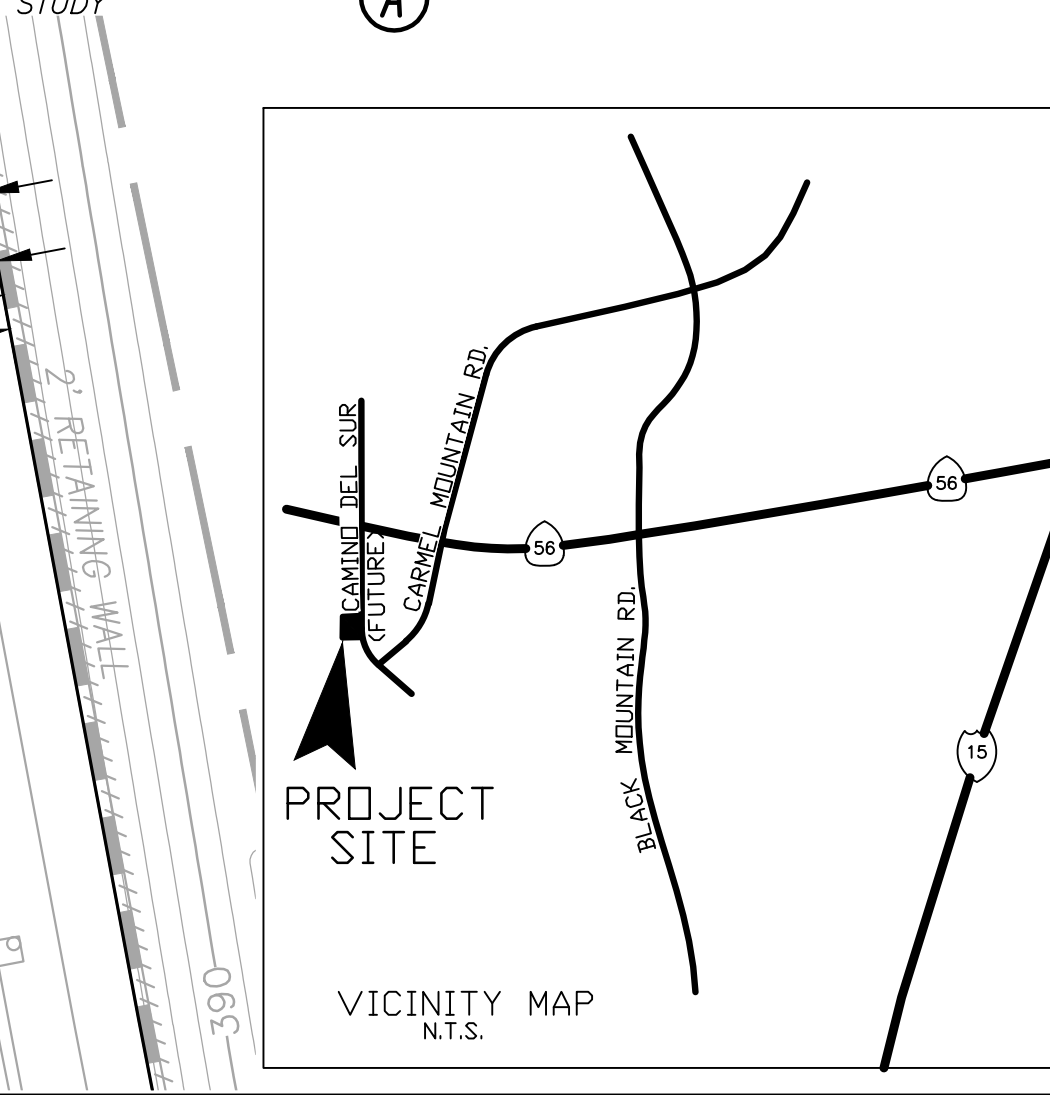 STUDY
A
2' RETAINING WALL
CAMINO DEL SUR
(FUTURE)
CARMEL MOUNTAIN RD.
56
56
BLACK MOUNTAIN RD.
15
PROJECT
SITE
390
VICINITY MAP
N.T.S.